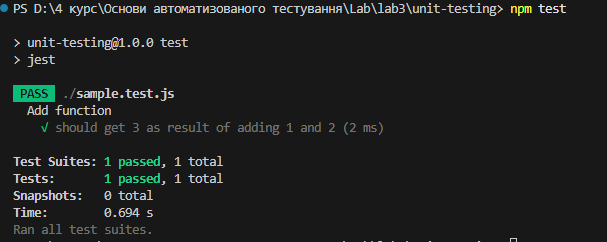 PS D:\4 курс\Основи автоматизованого тестування\Lab\lab3\unit-testing> npm test
> unit-testing@1.0.0 test
> jest
PASS ./sample.test.js
Add function
√ should get 3 as result of adding 1 and 2 (2 ms)
Test Suites: 1 passed, 1 total
Tests: 1 passed, 1 total
Snapshots: 0 total
Time: 0.694 s
Ran all test suites.